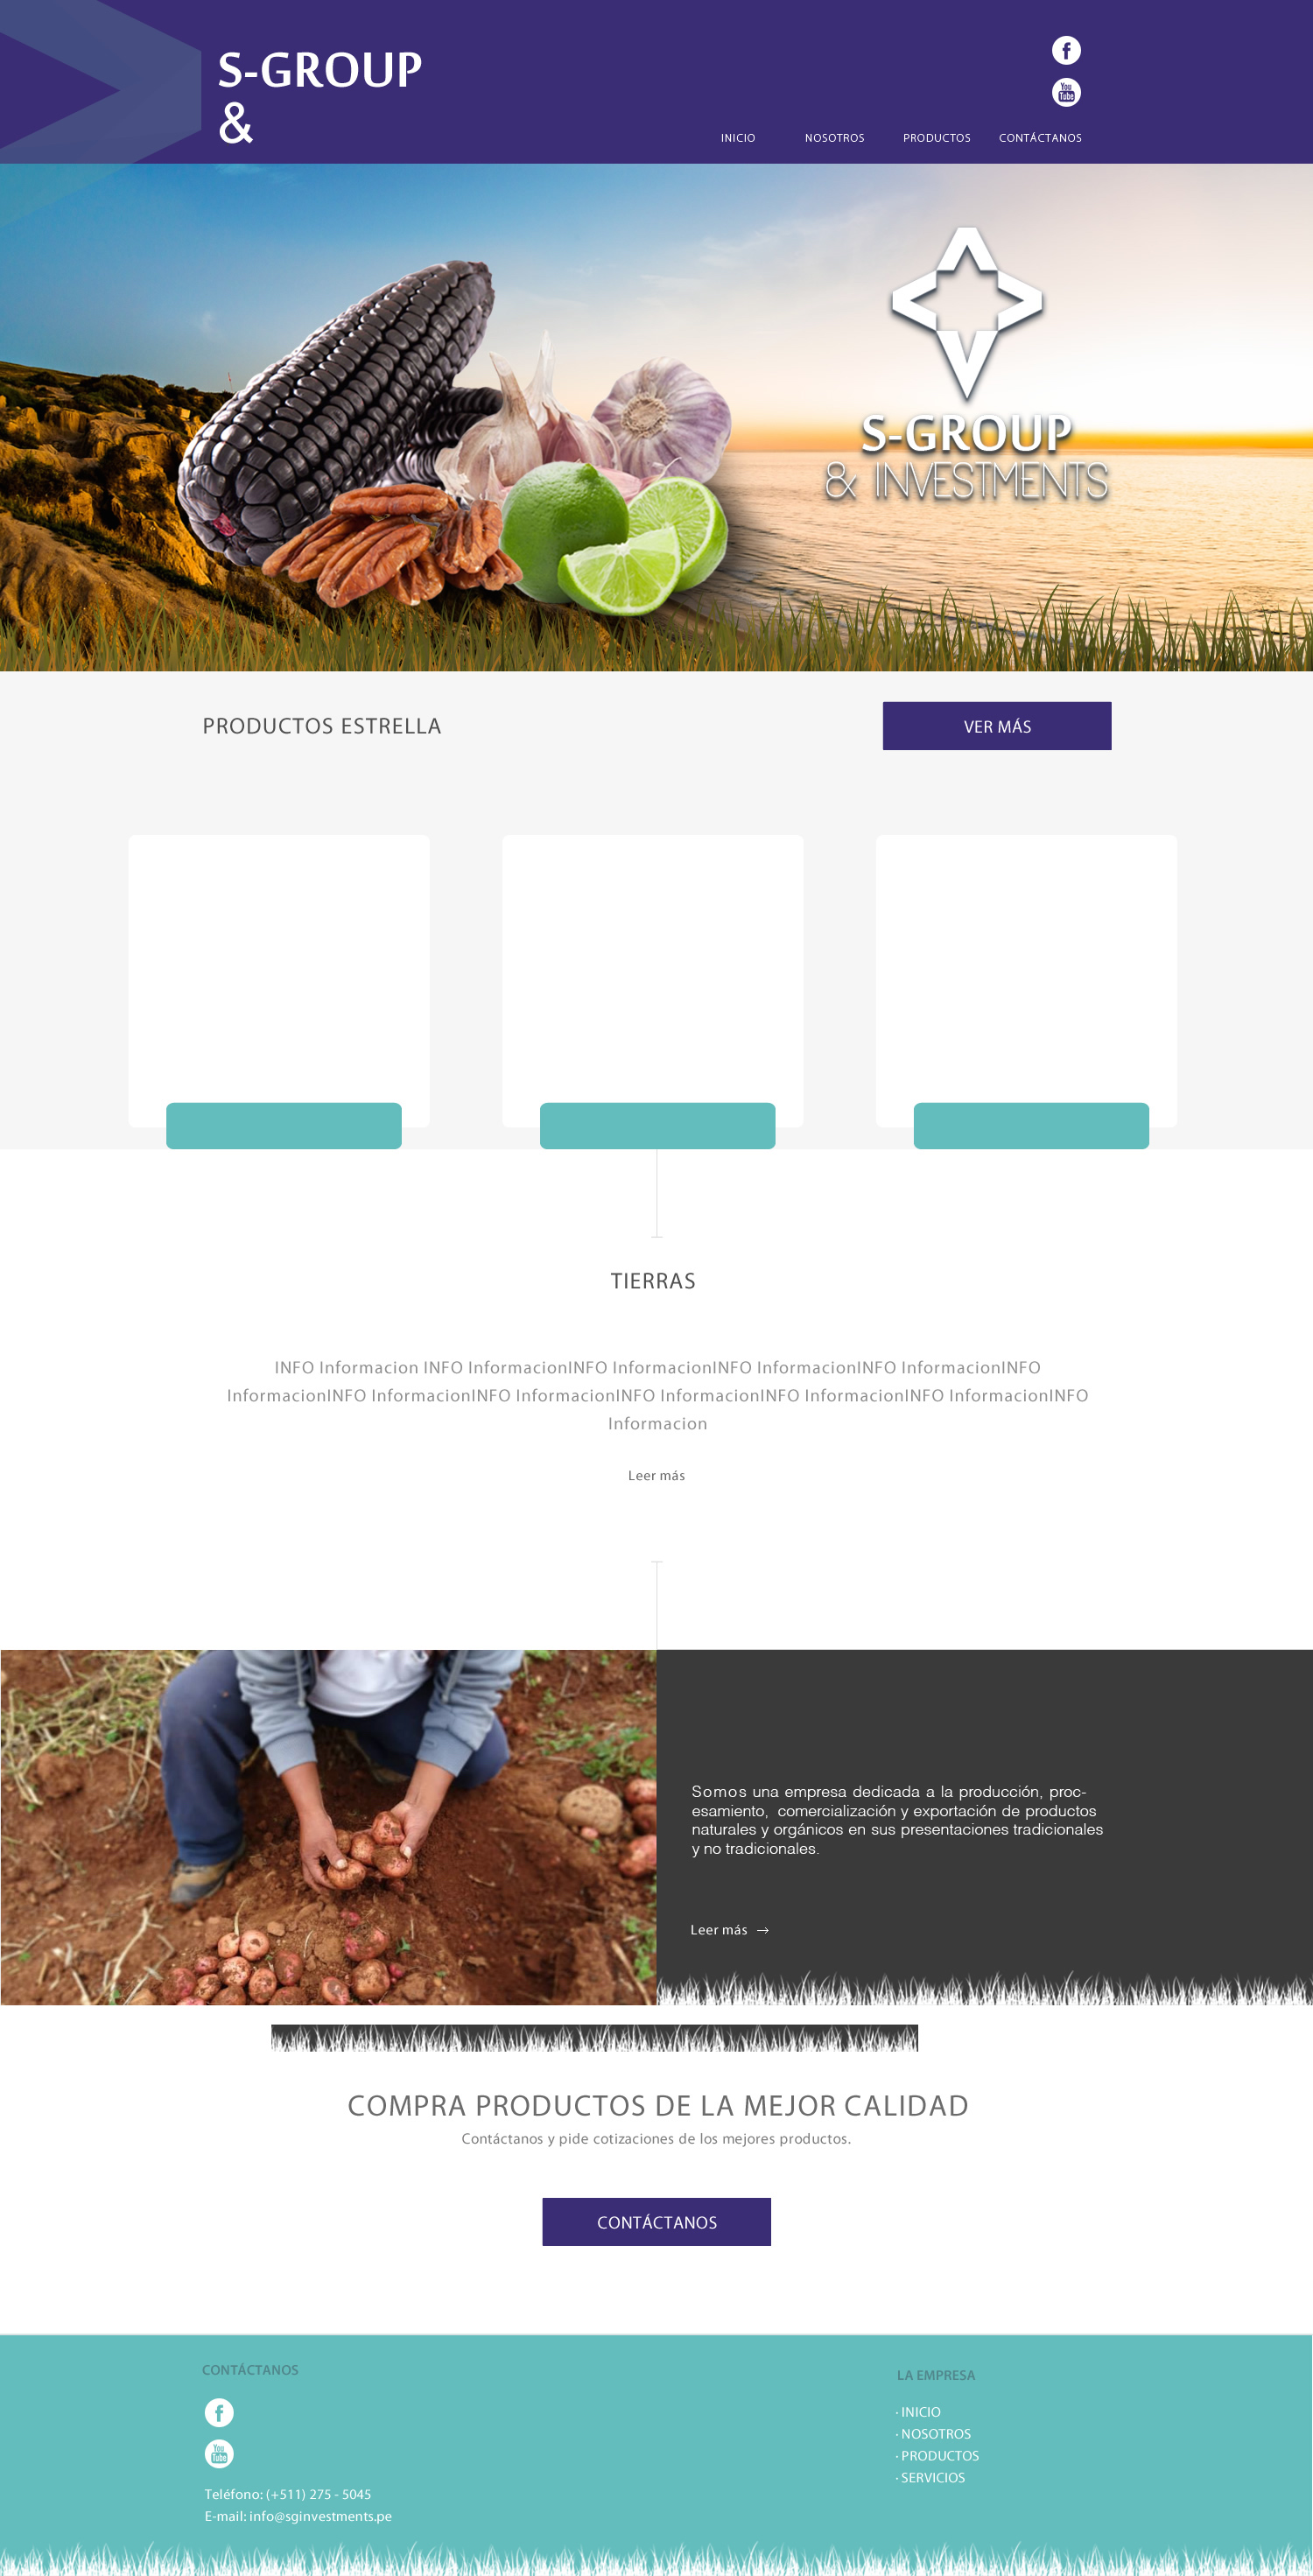 S-GROUP
&
f
You
Tube
INICIO NOSOTROS PRODUCTOS CONTÁCTANOS
S-GROUP
& INVESTMENTS
PRODUCTOS ESTRELLA
VER MÁS
TIERRAS
INFO Informacion INFO InformacionINFO InformacionINFO InformacionINFO InformacionINFO
InformacionINFO InformacionINFO InformacionINFO InformacionINFO InformacionINFO InformacionINFO
Informacion
Leer más
Somos una empresa dedicada a la producción, proc-
esamiento, comercialización y exportación de productos
naturales y orgánicos en sus presentaciones tradicionales
y no tradicionales.
Leer más →
COMPRA PRODUCTOS DE LA MEJOR CALIDAD
Contáctanos y pide cotizaciones de los mejores productos.
CONTÁCTANOS
CONTÁCTANOS
f
You
Tube
Teléfono: (+511) 275 - 5045
E-mail: info@sginvestments.pe
LA EMPRESA
· INICIO
· NOSOTROS
· PRODUCTOS
· SERVICIOS